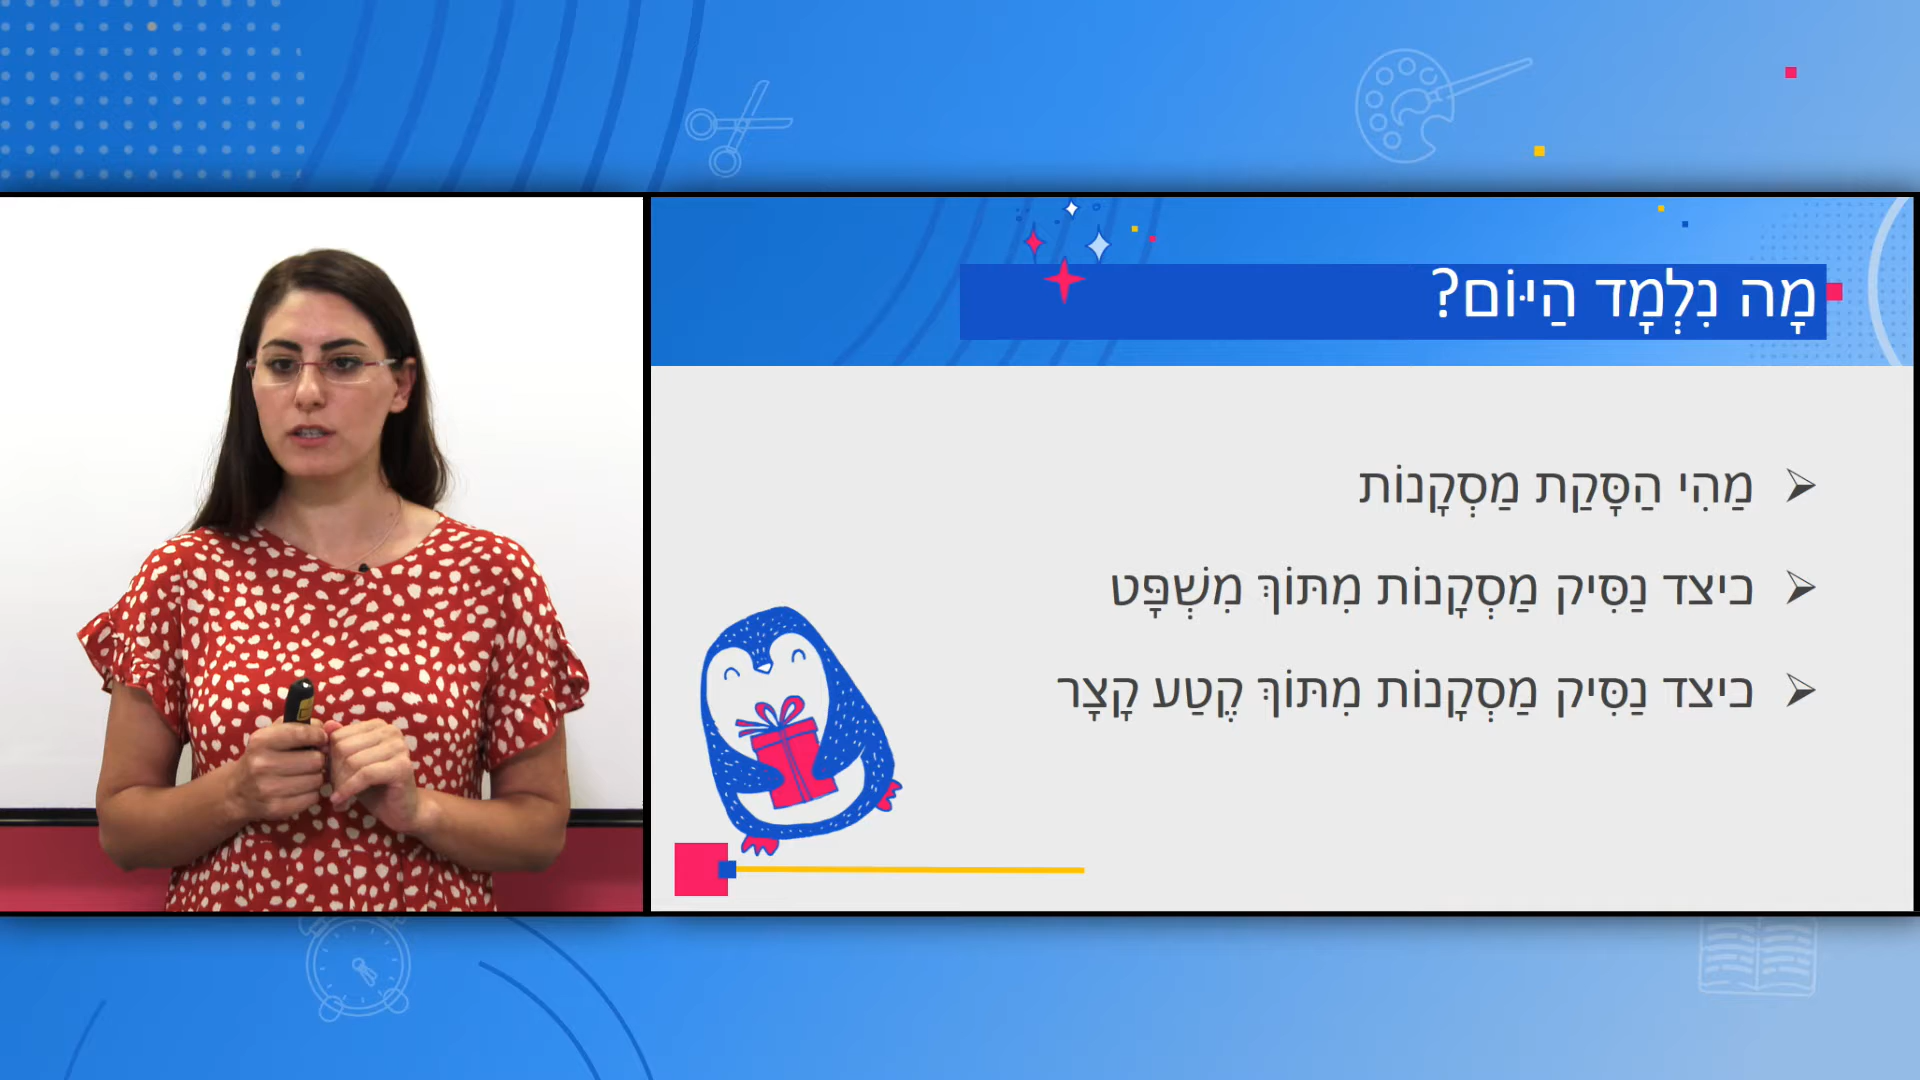 מָה נִלְמָד הַיּוֹם?
מַהִי הַסָּקַת מַסְקָנוֹת
כיצד נַסִּיק מַסְקָנוֹת מִתּוֹךְ מִשְׁפָּט
כיצד נַסִּיק מַסְקָנוֹת מִתּוֹךְ קֶטַע קָצָר